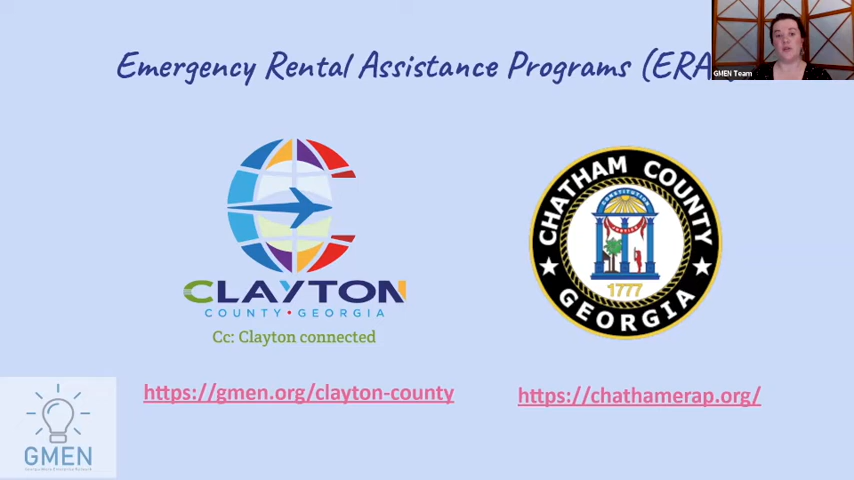 Emergency Rental Assistance Programs (ERA
GMEN Team
CLAYTON
COUNTY • GEORGIA
Cc: Clayton connected
CHATHAM COUNTY
CONSTITUTION
1777
GEORGIA
https://gmen.org/clayton-county
https://chathamerap.org/
GMEN